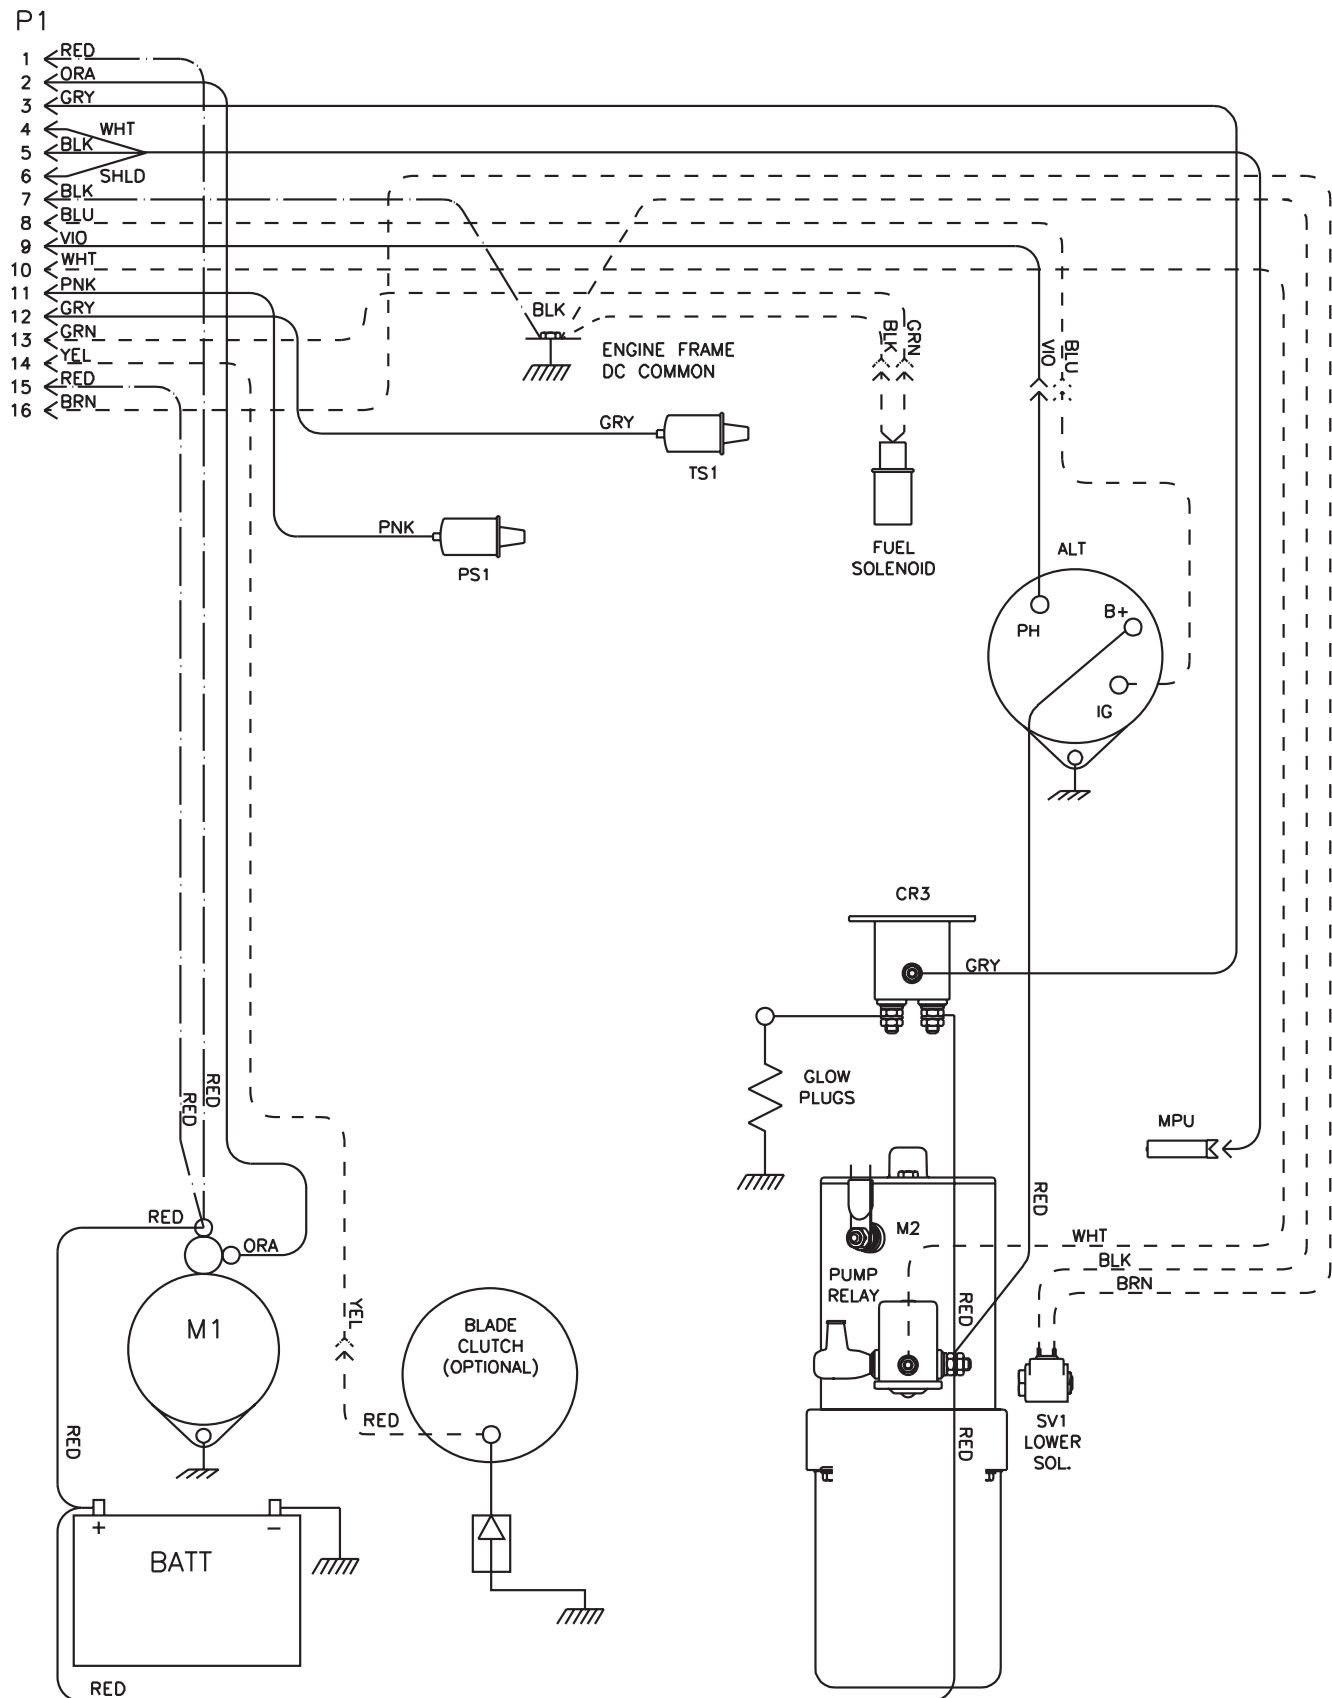 P1
1 RED
2 ORA
3 GRY
4 WHT
5 BLK
6 SHLD
7 BLK
8 BLU
9 VIO
10 WHT
11 PNK
12 GRY
13 GRN
14 YEL
15 RED
16 BRN
BLK
ENGINE FRAME
DC COMMON
BLK
GRN
VIO
BLU
GRY
TS1
PNK
PS1
FUEL
SOLENOID
ALT
PH
B+
IG
CR3
GRY
GLOW
PLUGS
MPU
RED
RED
RED
ORA
M1
RED
YEL
BLADE
CLUTCH
(OPTIONAL)
RED
M2
PUMP
RELAY
RED
RED
RED
WHT
BLK
BRN
SV1
LOWER
SOL.
+
−
BATT
RED